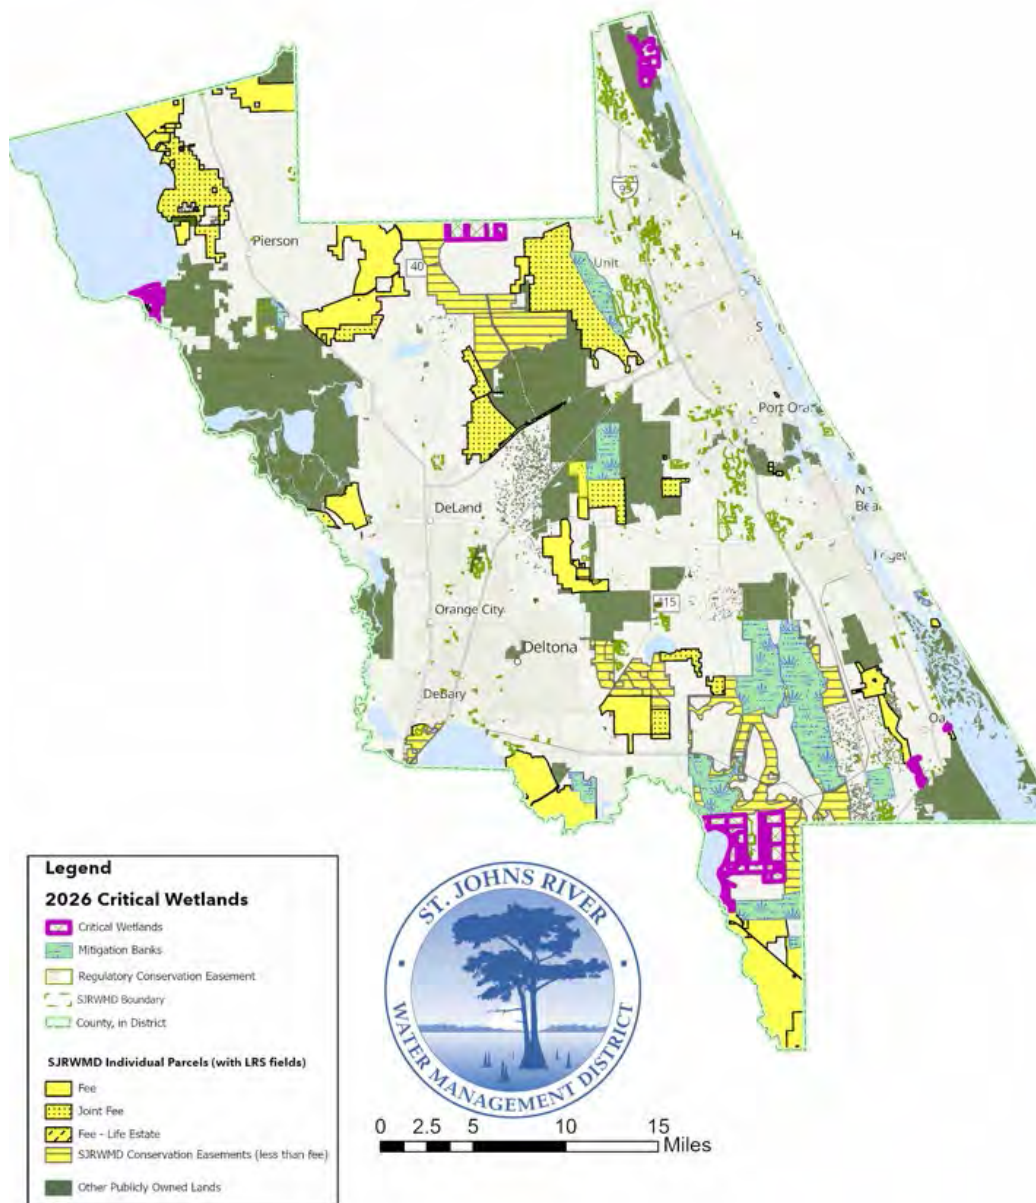 95
Pierson
40
Unit
Port Ora
DeLand
Orange City
415
Deltona
DeBary
Legend
2026 Critical Wetlands
Critical Wetlands
Mitigation Banks
Regulatory Conservation Easement
SJRWMD Boundary
County, in District
SJRWMD Individual Parcels (with LRS fields)
Fee
Joint Fee
Fee - Life Estate
SJRWMD Conservation Easements (less than fee)
Other Publicly Owned Lands
ST. JOHNS RIVER
WATER MANAGEMENT DISTRICT
0 2.5 5 10 15
Miles